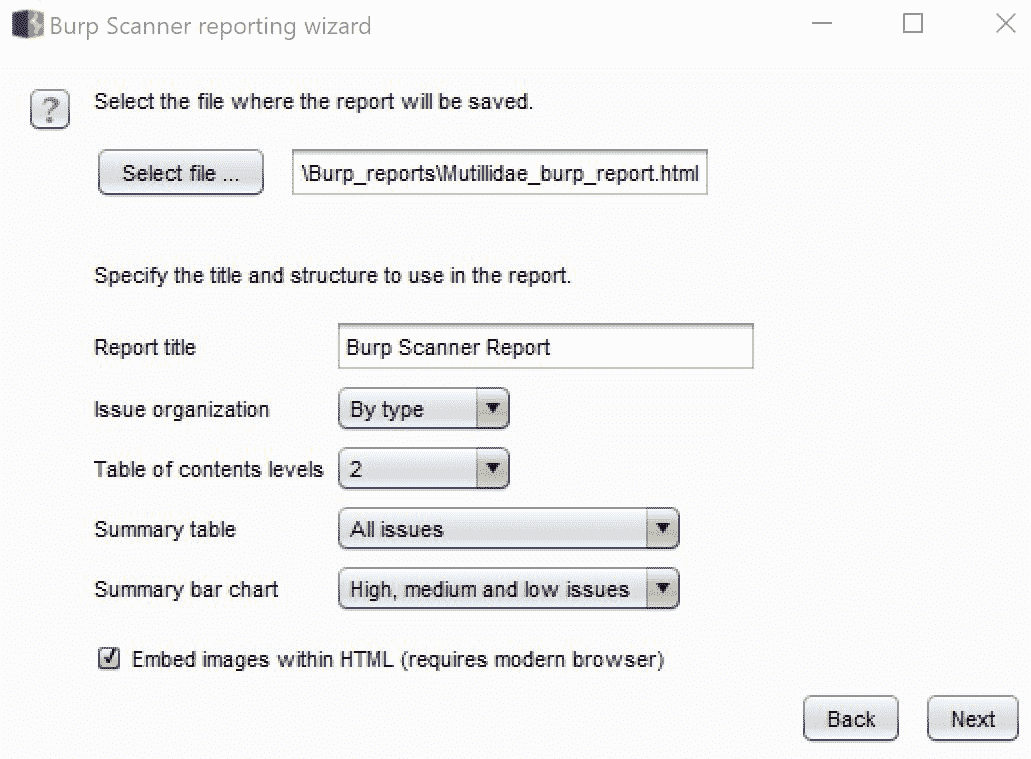 Burp Scanner reporting wizard
?
Select the file where the report will be saved.
Select file ...
\Burp_reports\Mutillidae_burp_report.html
Specify the title and structure to use in the report.
Report title
Burp Scanner Report
Issue organization
By type
Table of contents levels
2
Summary table
All issues
Summary bar chart
High, medium and low issues
Embed images within HTML (requires modern browser)
Back
Next